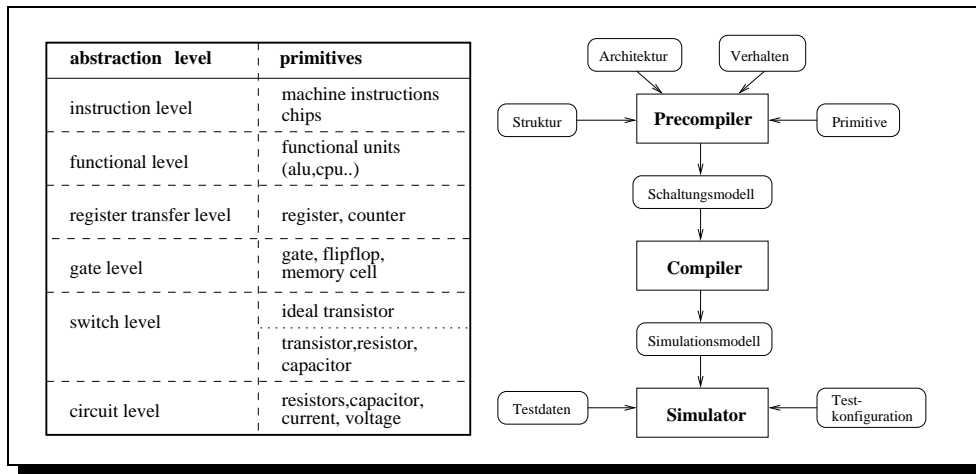 abstraction level primitives
instruction level machine instructions
chips
functional level functional units
(alu,cpu..)
register transfer level register, counter
gate level gate, flipflop,
memory cell
switch level ideal transistor
transistor,resistor,
capacitor
circuit level resistors,capacitor,
current, voltage
Architektur Verhalten
Struktur Precompiler Primitive
Schaltungsmodell
Compiler
Simulationsmodell
Testdaten Simulator Test-
konfiguration